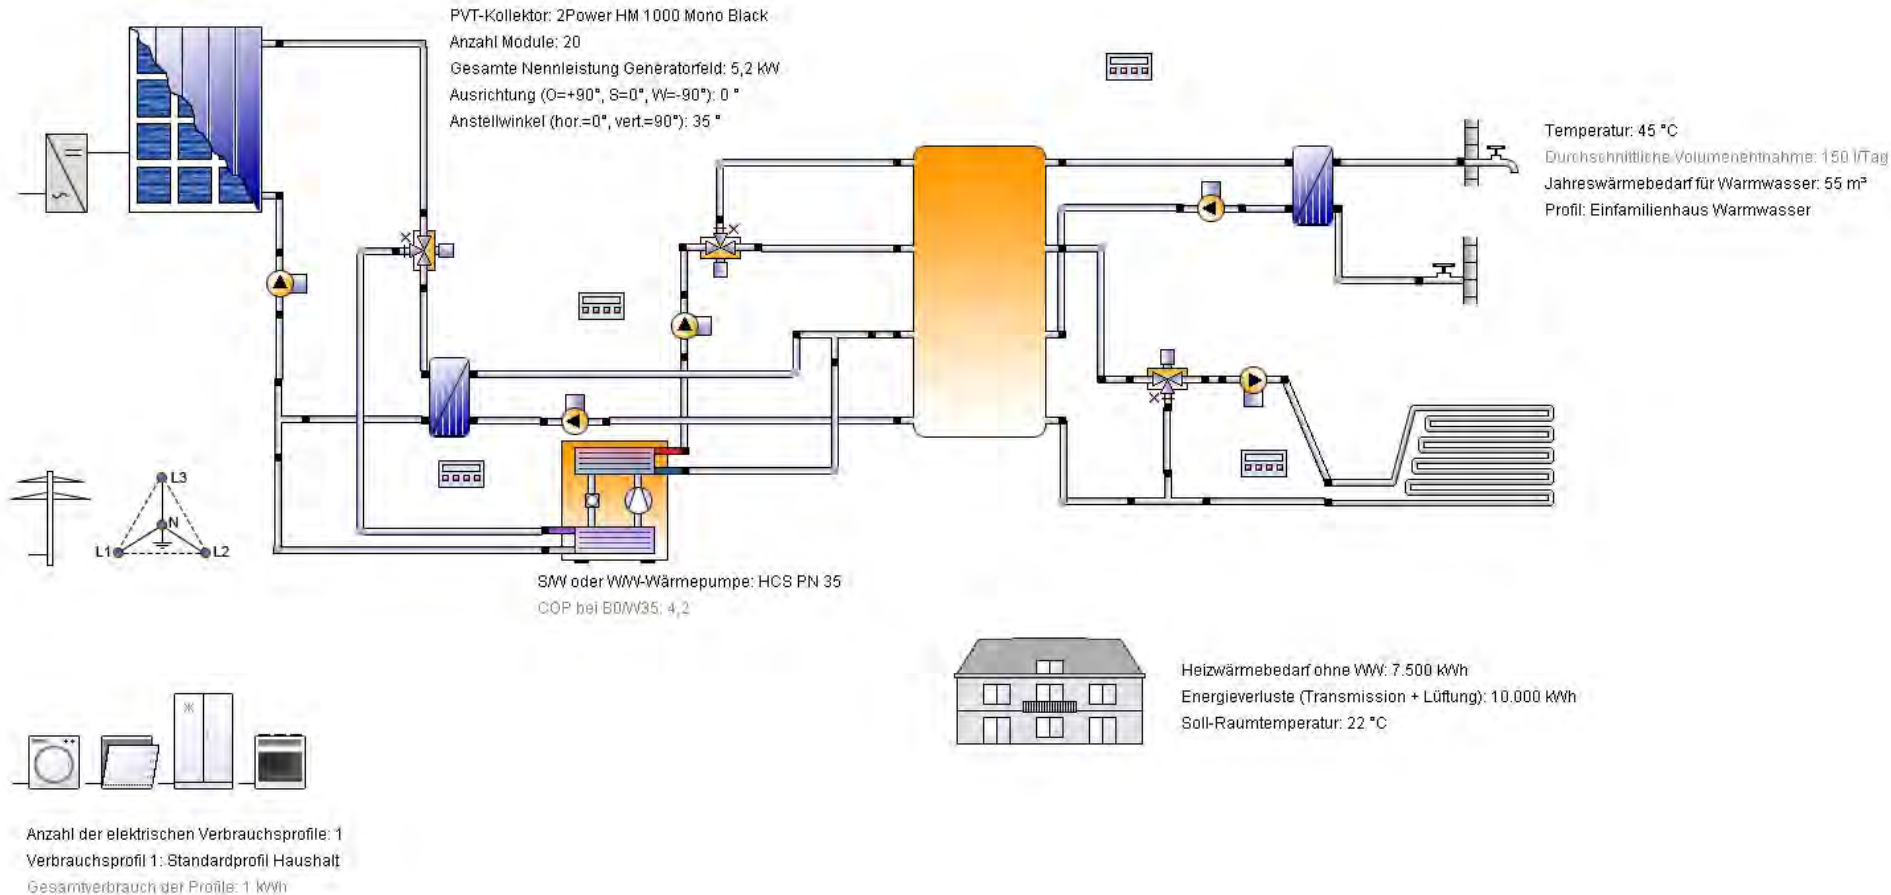 PVT-Kollektor: 2Power HM 1000 Mono Black
Anzahl Module: 20
Gesamte Nennleistung Generatorfeld: 5,2 kW
Ausrichtung (O=+90°, S=0°, W=-90°): 0 °
Anstellwinkel (hor.=0°, vert.=90°): 35 °
Temperatur: 45 °C
Durchschnittliche Volumenentnahme: 150 l/Tag
Jahreswärmebedarf für Warmwasser: 55 m³
Profil: Einfamilienhaus Warmwasser
L3
N
L1
L2
S/W oder W/W-Wärmepumpe: HCS PN 35
COP bei B0/W35: 4,2
Heizwärmebedarf ohne WW: 7.500 kWh
Energieverluste (Transmission + Lüftung): 10.000 kWh
Soll-Raumtemperatur: 22 °C
Anzahl der elektrischen Verbrauchsprofile: 1
Verbrauchsprofil 1: Standardprofil Haushalt
Gesamtverbrauch der Profile: 1 kWh